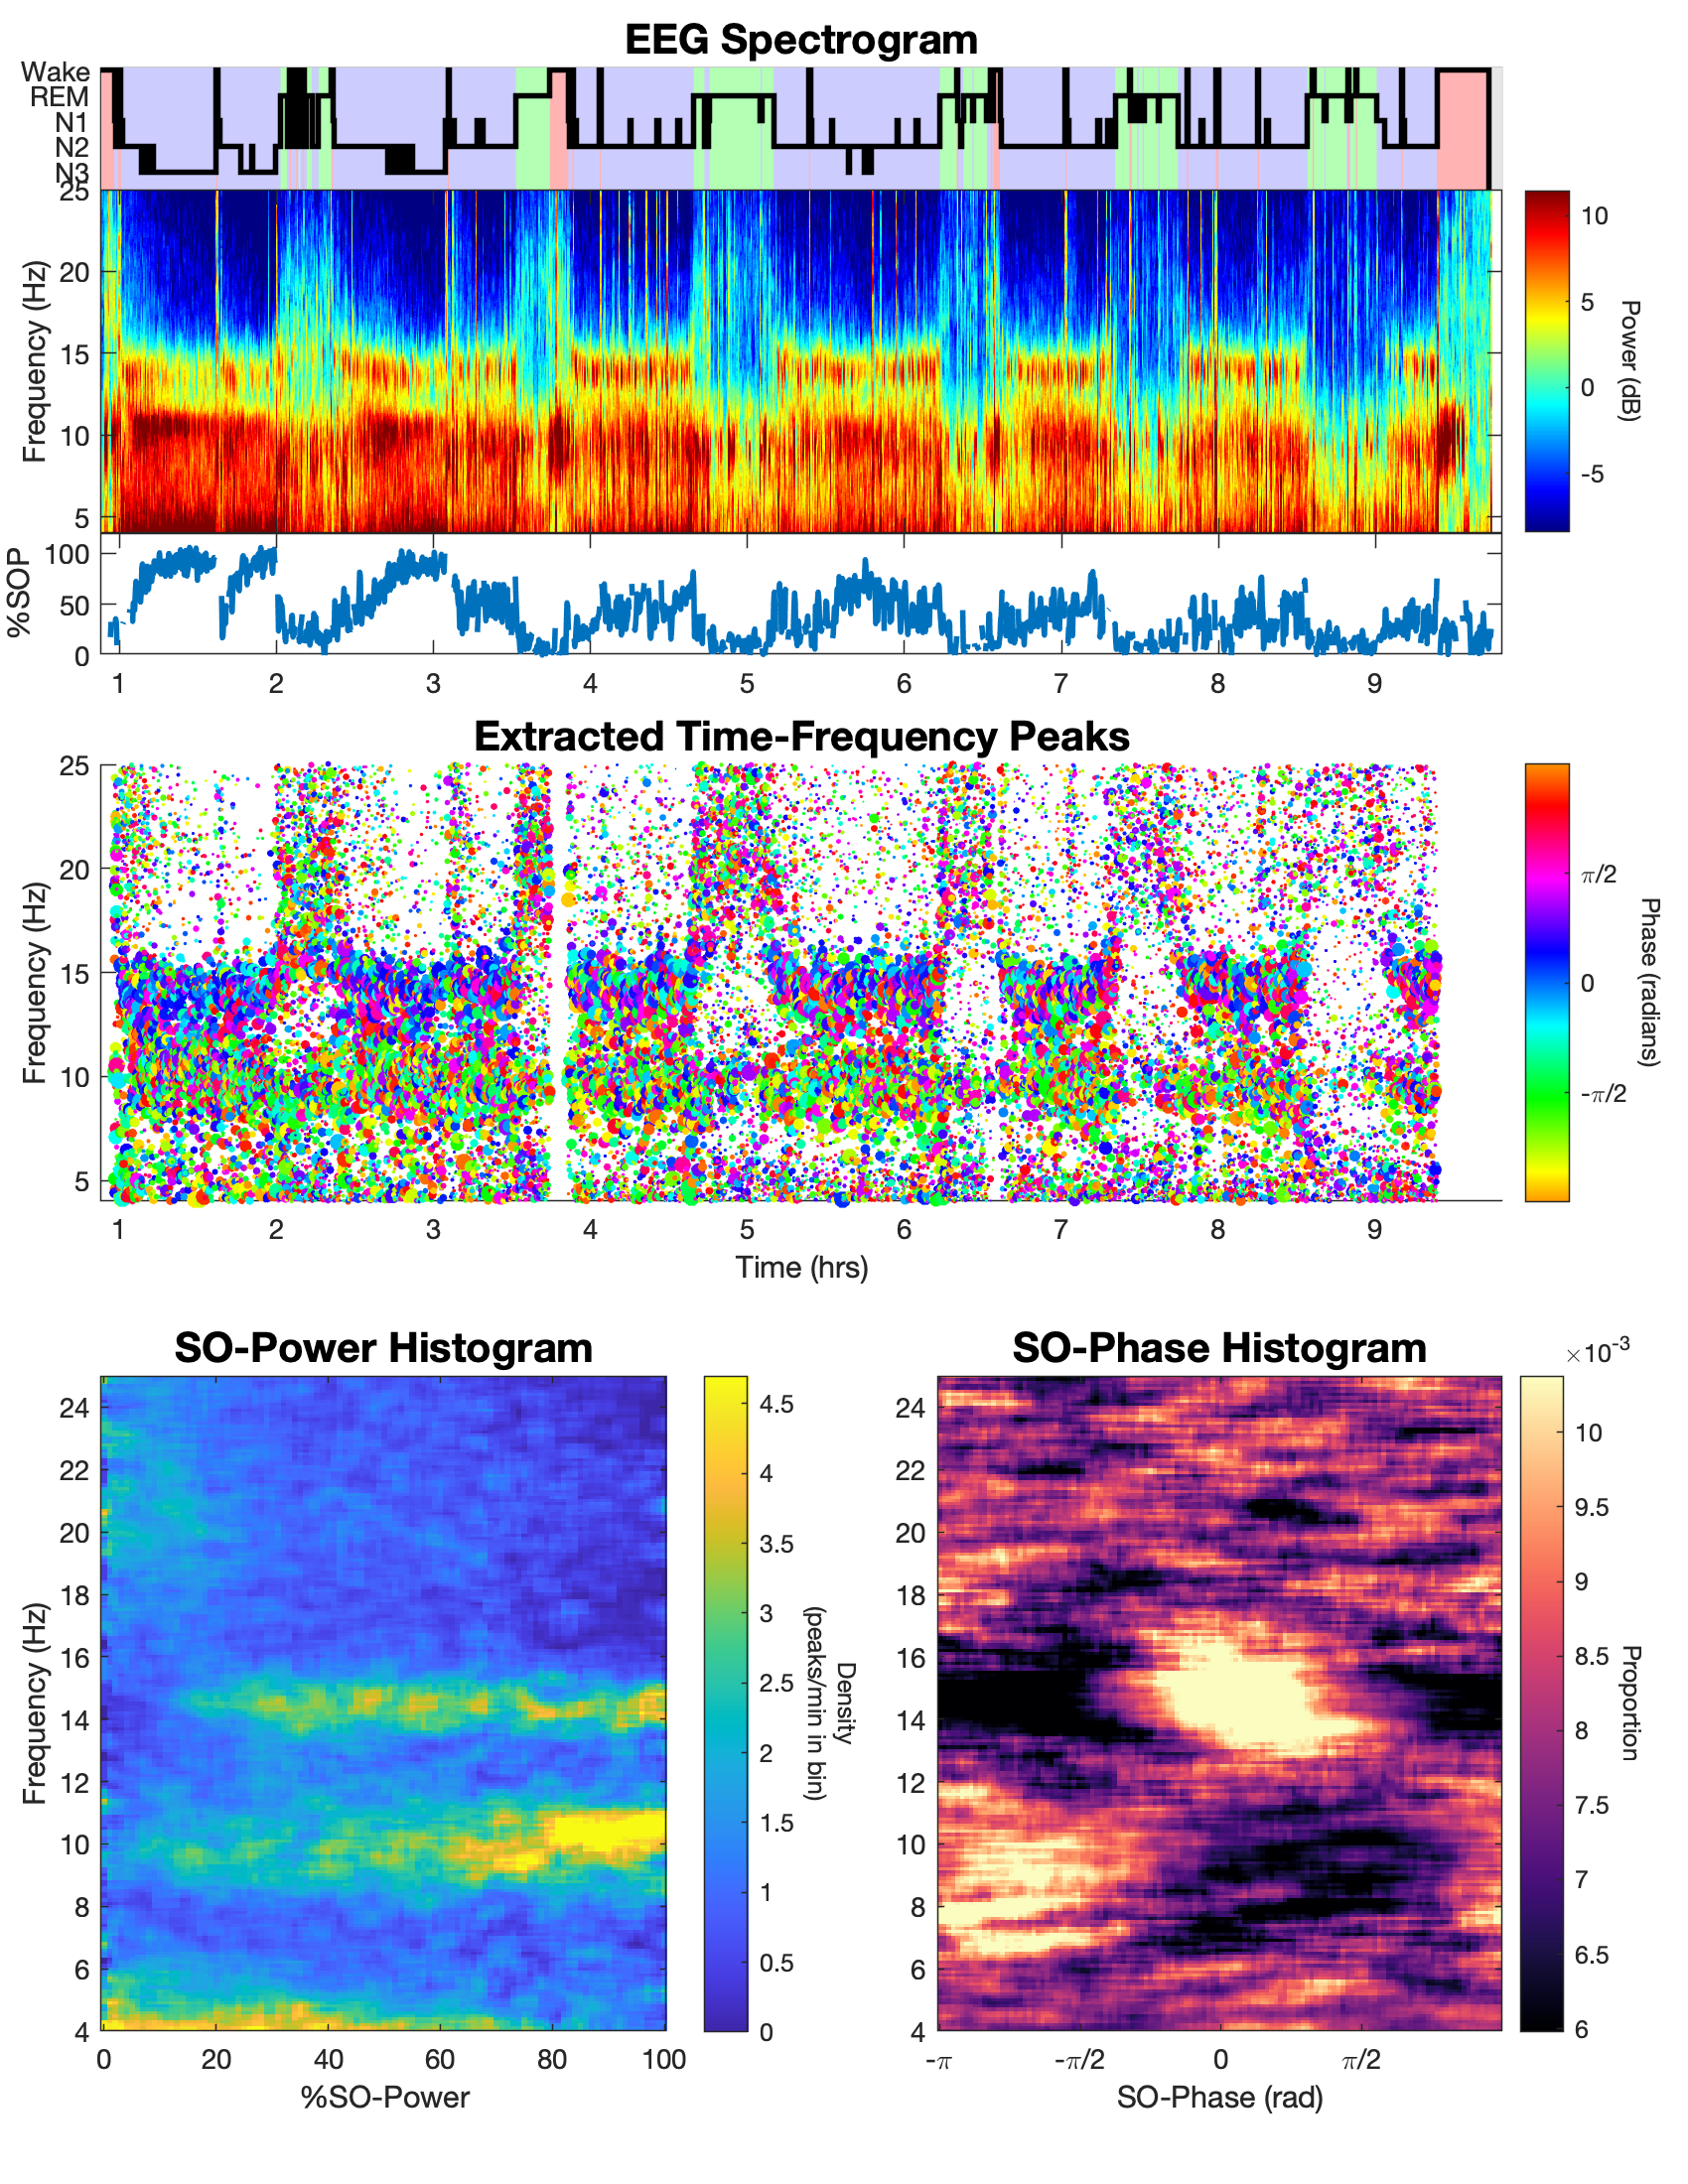 EEG Spectrogram
Wake
REM
N1
N2
N3
25
20
15
10
5
Frequency (Hz)
10
5
0
-5
Power (dB)
100
50
0
%SOP
1 2 3 4 5 6 7 8 9
Extracted Time-Frequency Peaks
25
20
15
10
5
Frequency (Hz)
π/2
0
-π/2
Phase (radians)
1 2 3 4 5 6 7 8 9
Time (hrs)
SO-Power Histogram
24
22
20
18
16
14
12
10
8
6
4
Frequency (Hz)
0 20 40 60 80 100
%SO-Power
4.5
4
3.5
3
2.5
2
1.5
1
0.5
0
Density
(peaks/min in bin)
SO-Phase Histogram
24
22
20
18
16
14
12
10
8
6
4
-π -π/2 0 π/2
SO-Phase (rad)
×10-3
10
9.5
9
8.5
8
7.5
7
6.5
6
Proportion